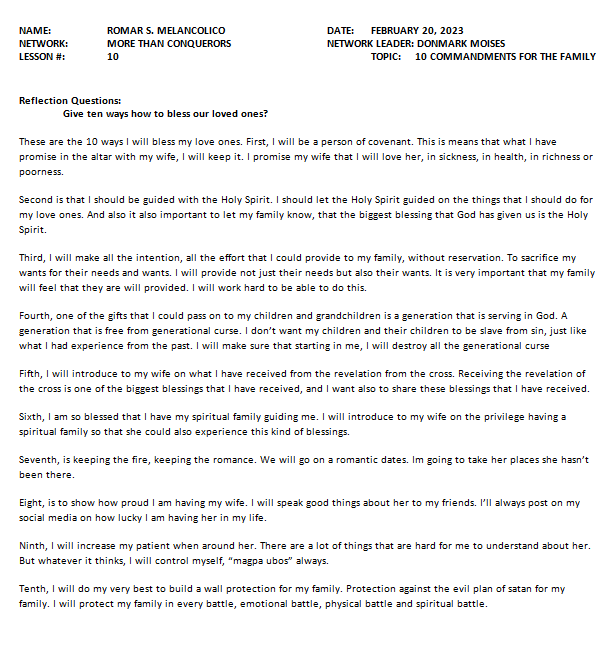 NAME: ROMAR S. MELANCOLICO DATE: FEBRUARY 20, 2023
NETWORK: MORE THAN CONQUERORS NETWORK LEADER: DONMARK MOISES
LESSON #: 10 TOPIC: 10 COMMANDMENTS FOR THE FAMILY
Reflection Questions:
Give ten ways how to bless our loved ones?
These are the 10 ways I will bless my love ones. First, I will be a person of covenant. This is means that what I have
promise in the altar with my wife, I will keep it. I promise my wife that I will love her, in sickness, in health, in richness or
poorness.
Second is that I should be guided with the Holy Spirit. I should let the Holy Spirit guided on the things that I should do for
my love ones. And also it also important to let my family know, that the biggest blessing that God has given us is the Holy
Spirit.
Third, I will make all the intention, all the effort that I could provide to my family, without reservation. To sacrifice my
wants for their needs and wants. I will provide not just their needs but also their wants. It is very important that my family
will feel that they are will provided. I will work hard to be able to do this.
Fourth, one of the gifts that I could pass on to my children and grandchildren is a generation that is serving in God. A
generation that is free from generational curse. I don't want my children and their children to be slave from sin, just like
what I had experience from the past. I will make sure that starting in me, I will destroy all the generational curse
Fifth, I will introduce to my wife on what I have received from the revelation from the cross. Receiving the revelation of
the cross is one of the biggest blessings that I have received, and I want also to share these blessings that I have received.
Sixth, I am so blessed that I have my spiritual family guiding me. I will introduce to my wife on the privilege having a
spiritual family so that she could also experience this kind of blessings.
Seventh, is keeping the fire, keeping the romance. We will go on a romantic dates. Im going to take her places she hasn't
been there.
Eight, is to show how proud I am having my wife. I will speak good things about her to my friends. I'll always post on my
social media on how lucky I am having her in my life.
Ninth, I will increase my patient when around her. There are a lot of things that are hard for me to understand about her.
But whatever it thinks, I will control myself, "magpa ubos" always.
Tenth, I will do my very best to build a wall protection for my family. Protection against the evil plan of satan for my
family. I will protect my family in every battle, emotional battle, physical battle and spiritual battle.